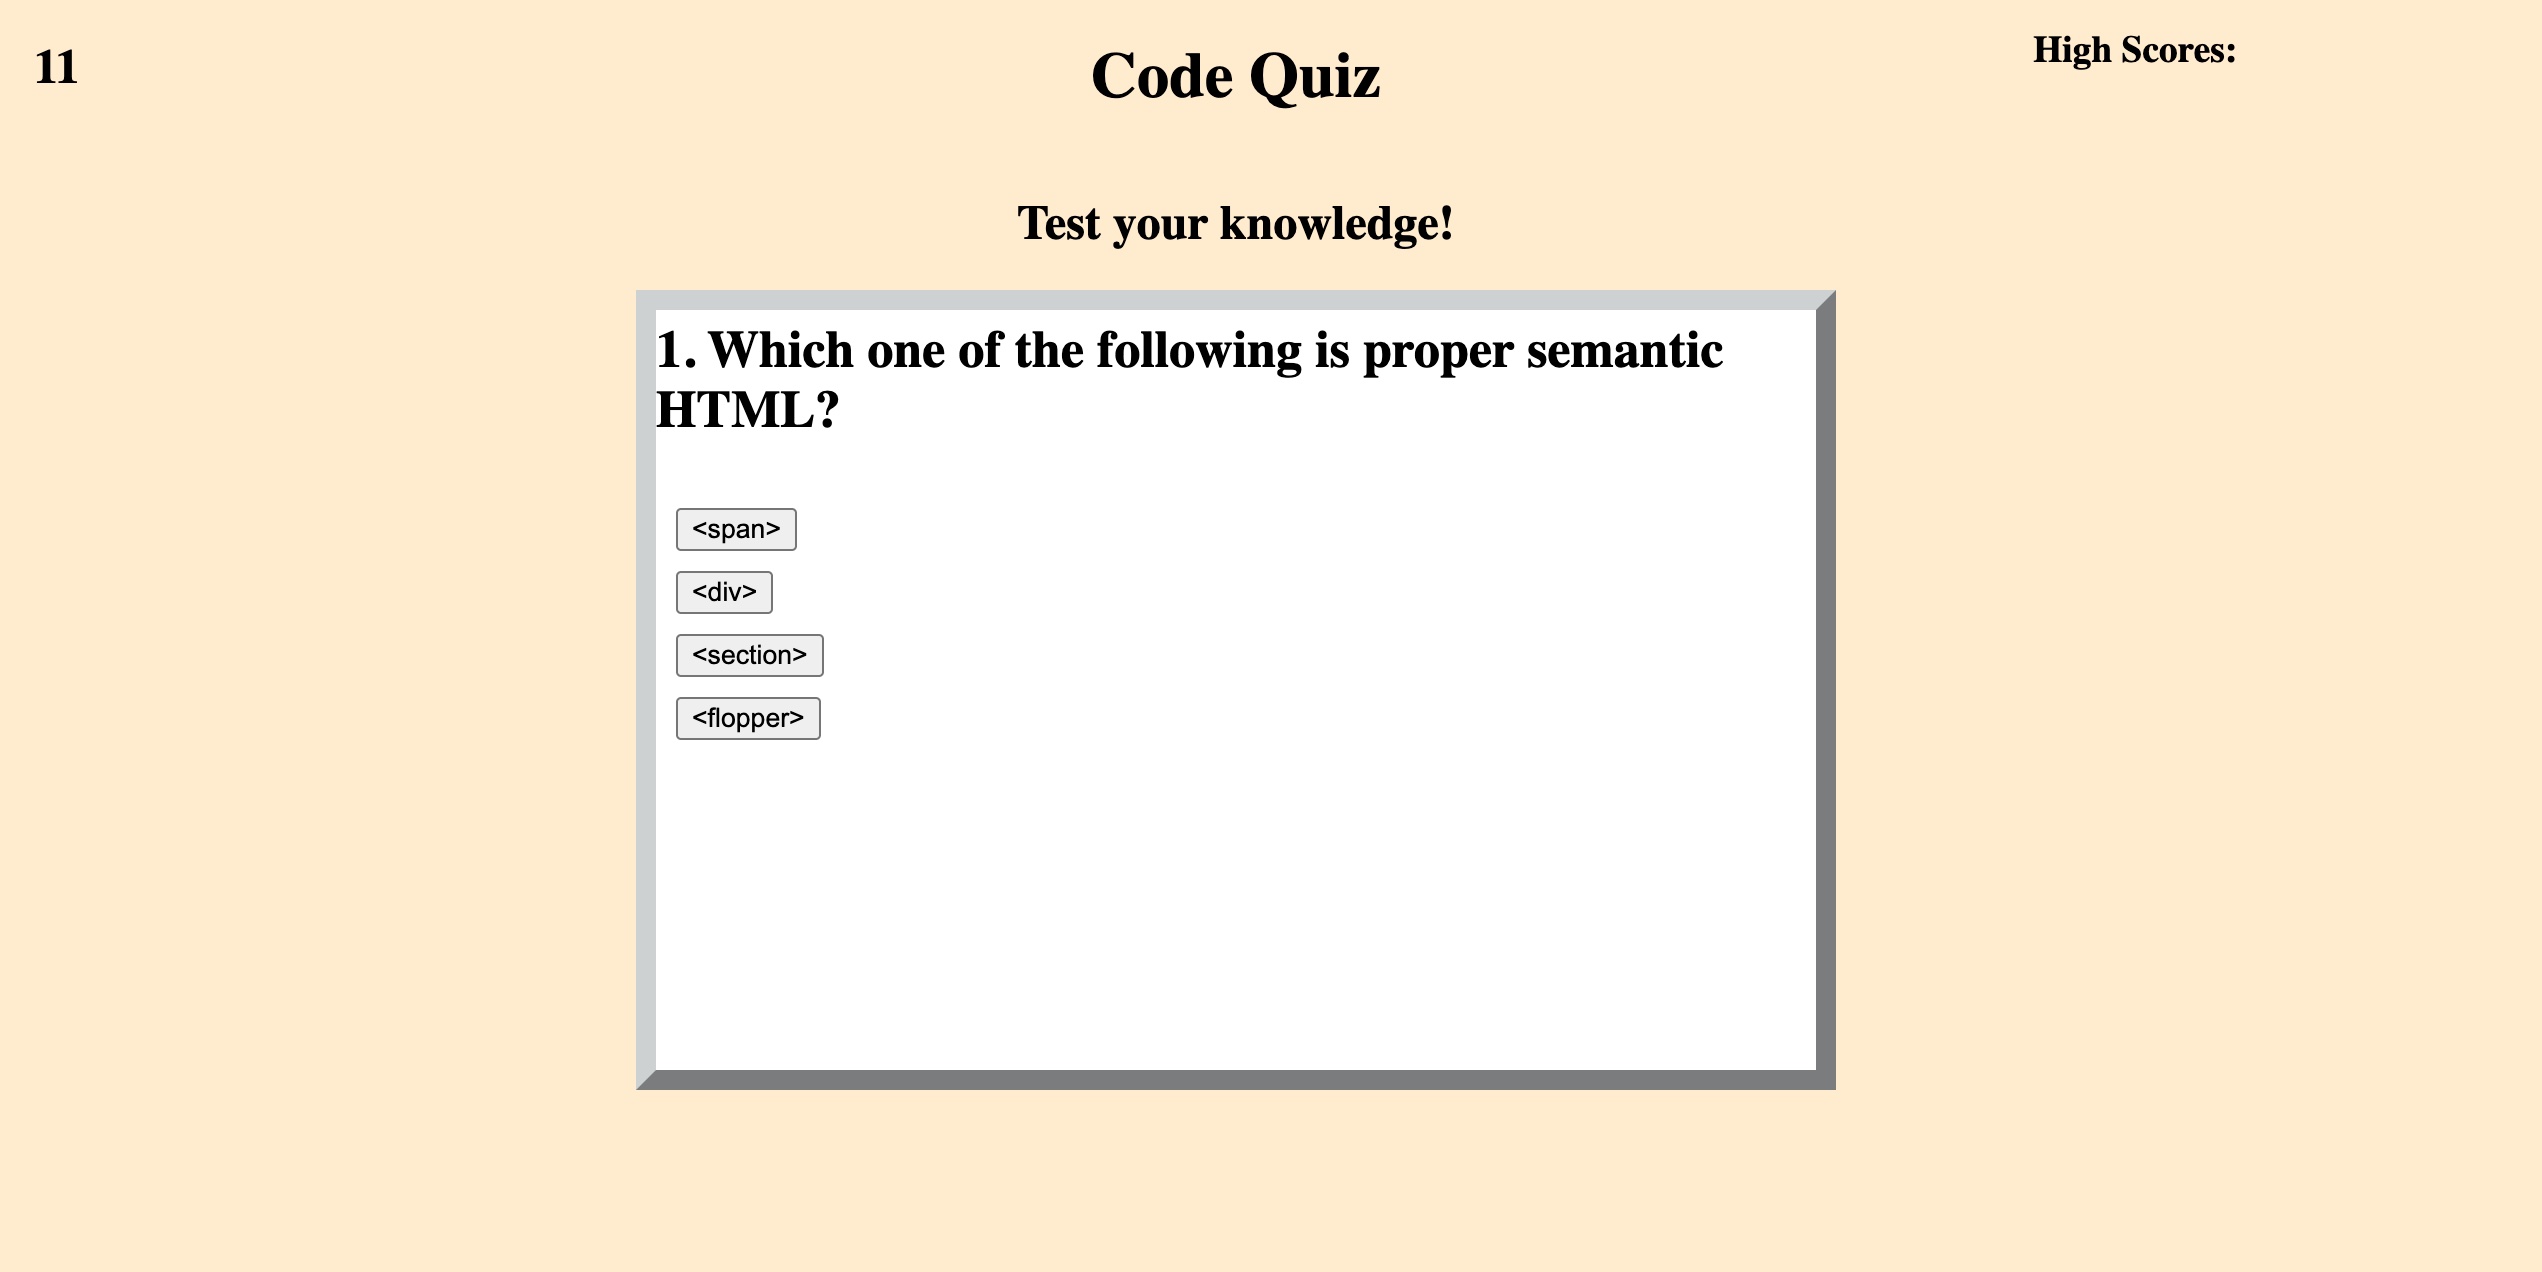 11
Code Quiz
High Scores:
Test your knowledge!
1. Which one of the following is proper semantic
HTML?
<span>
<div>
<section>
<flopper>